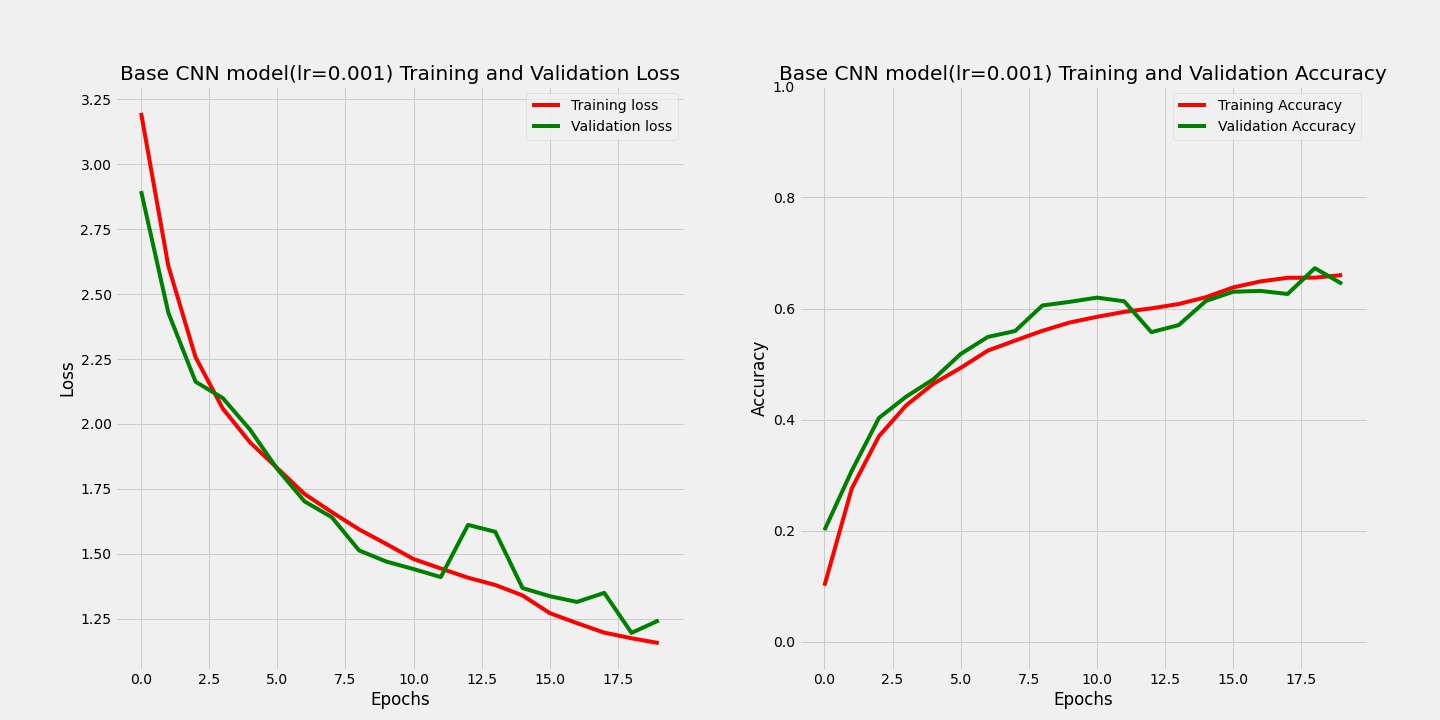 Base CNN model(lr=0.001) Training and Validation Loss
3.25
3.00
2.75
2.50
2.25
2.00
1.75
1.50
1.25
Loss
0.0 2.5 5.0 7.5 10.0 12.5 15.0 17.5
Epochs
Training loss
Validation loss
Base CNN model(lr=0.001) Training and Validation Accuracy
1.0
0.8
0.6
0.4
0.2
0.0
Accuracy
0.0 2.5 5.0 7.5 10.0 12.5 15.0 17.5
Epochs
Training Accuracy
Validation Accuracy